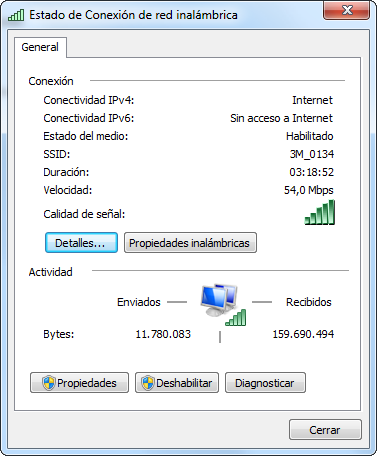 Estado de Conexión de red inalámbrica
General
Conexión
Conectividad IPv4: Internet
Conectividad IPv6: Sin acceso a Internet
Estado del medio: Habilitado
SSID: 3M_0134
Duración: 03:18:52
Velocidad: 54,0 Mbps
Calidad de señal:
Detalles... Propiedades inalámbricas
Actividad
Enviados Recibidos
Bytes: 11.780.083 159.690.494
Propiedades Deshabilitar Diagnosticar
Cerrar